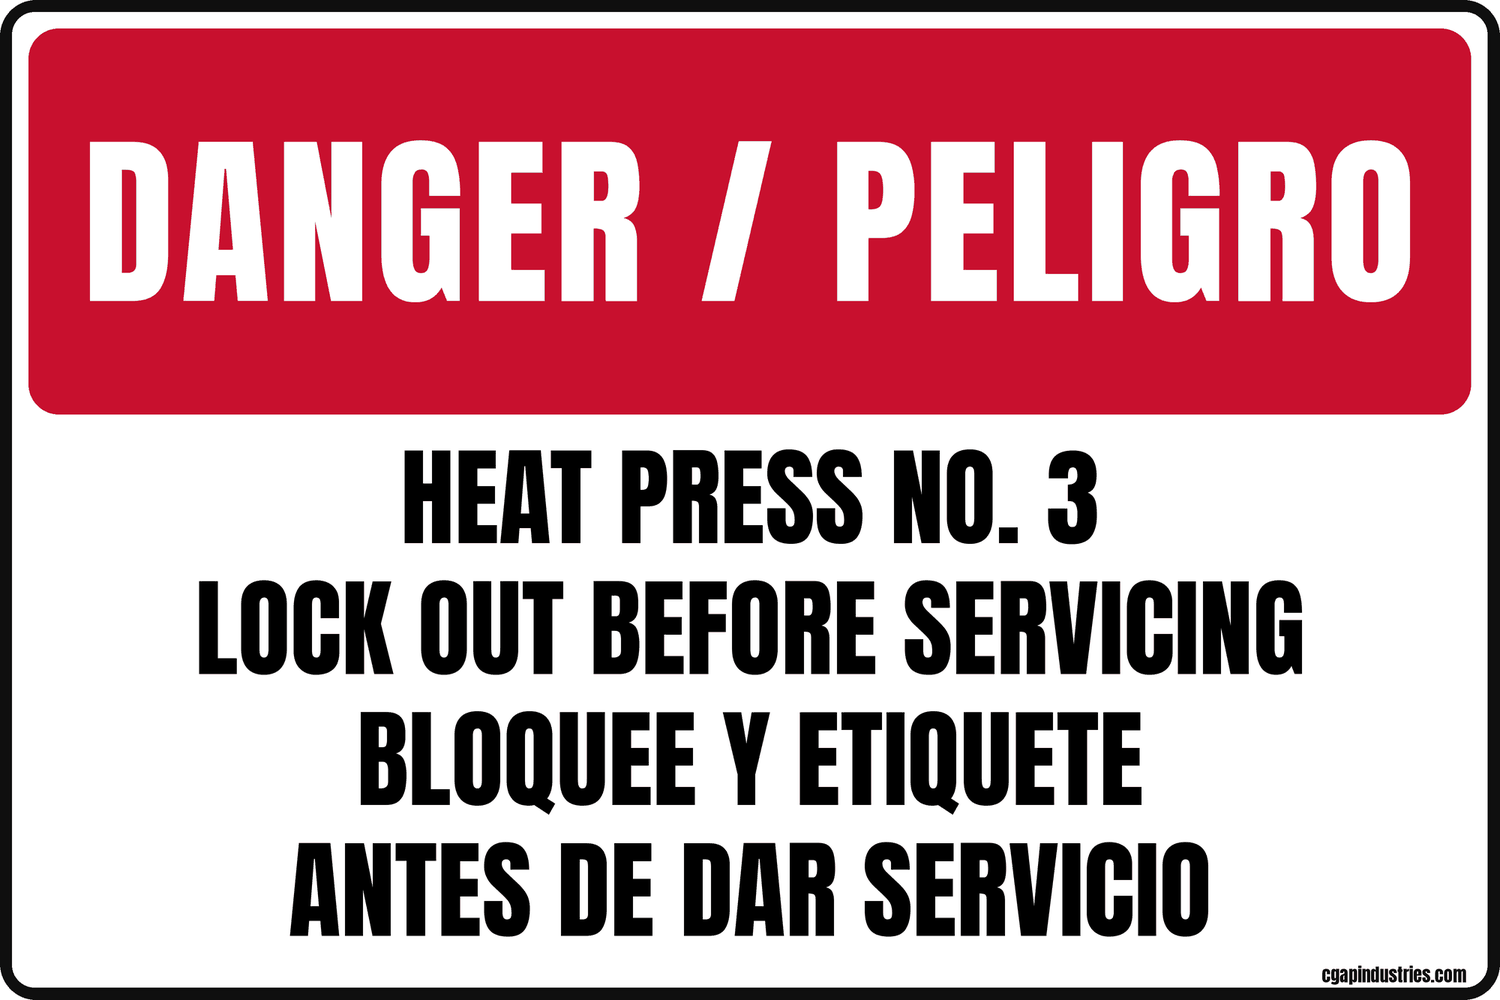 DANGER / PELIGRO
HEAT PRESS NO. 3
LOCK OUT BEFORE SERVICING
BLOQUEE Y ETIQUETE
ANTES DE DAR SERVICIO
cgapindustries.com